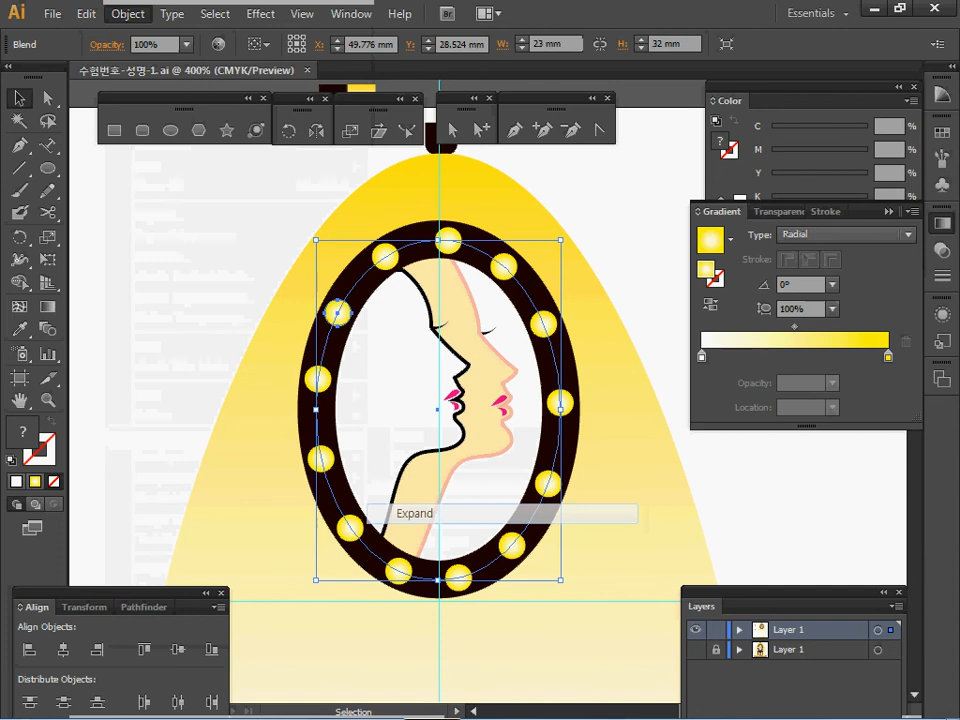 Ai File Edit Object Type Select Effect View Window Help Br Essentials
Blend Opacity: 100% X: 49.776 mm Y: 28.524 mm W: 23 mm H: 32 mm
수험번호-성명-1. ai @ 400% (CMYK/Preview)
Color
C %
M %
Y %
K %
Gradient Transparenc Stroke
Type: Radial
Stroke:
0°
100%
Opacity:
Location:
Expand
Align Transform Pathfinder
Align Objects:
Distribute Objects:
Layers
Layer 1
Layer 1
Selection